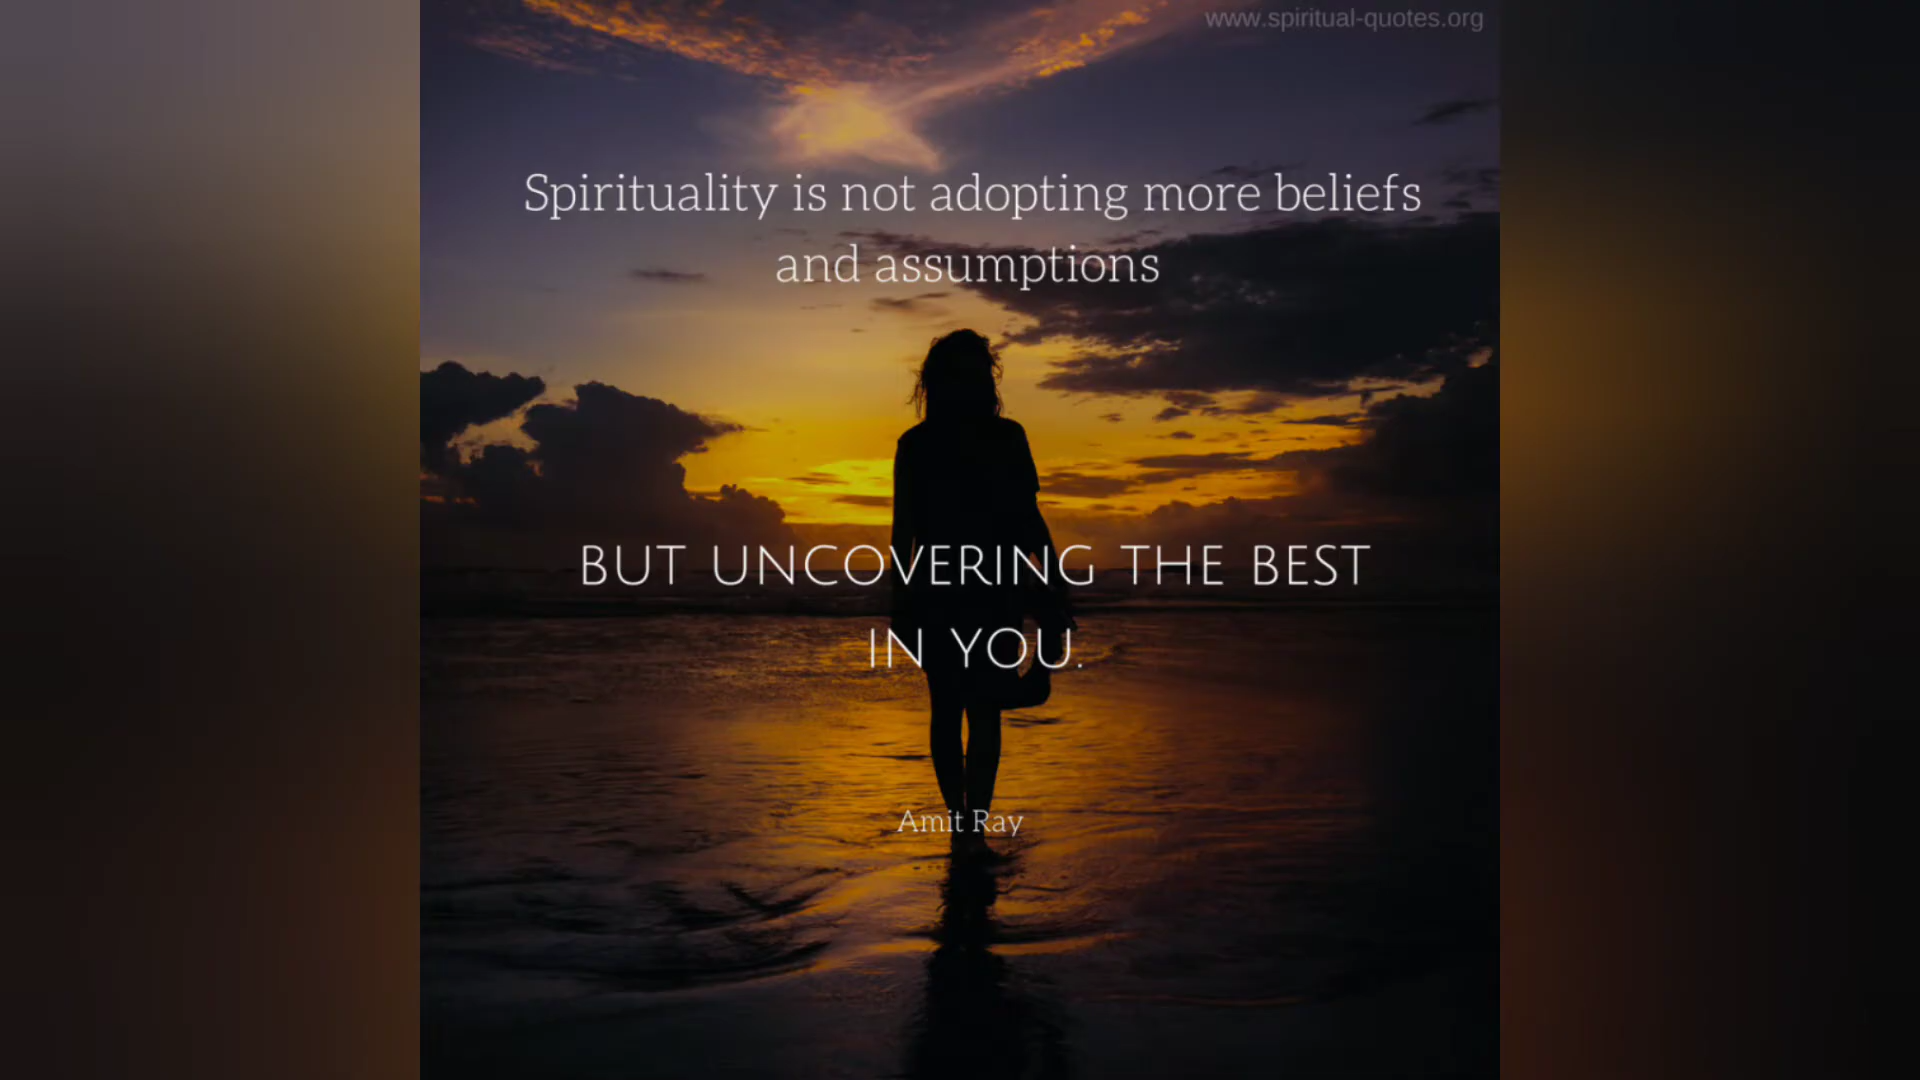 www.spiritual-quotes.org
Spirituality is not adopting more beliefs
and assumptions
BUT UNCOVERING THE BEST
IN YOU.
Amit Ray